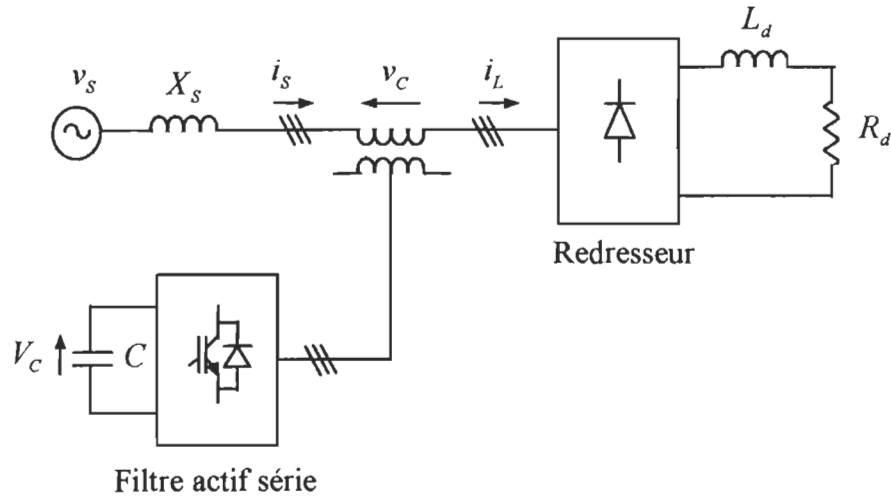 L_d
v_s X_s i_s v_C i_L
R_d
Redresseur
V_C C
Filtre actif série